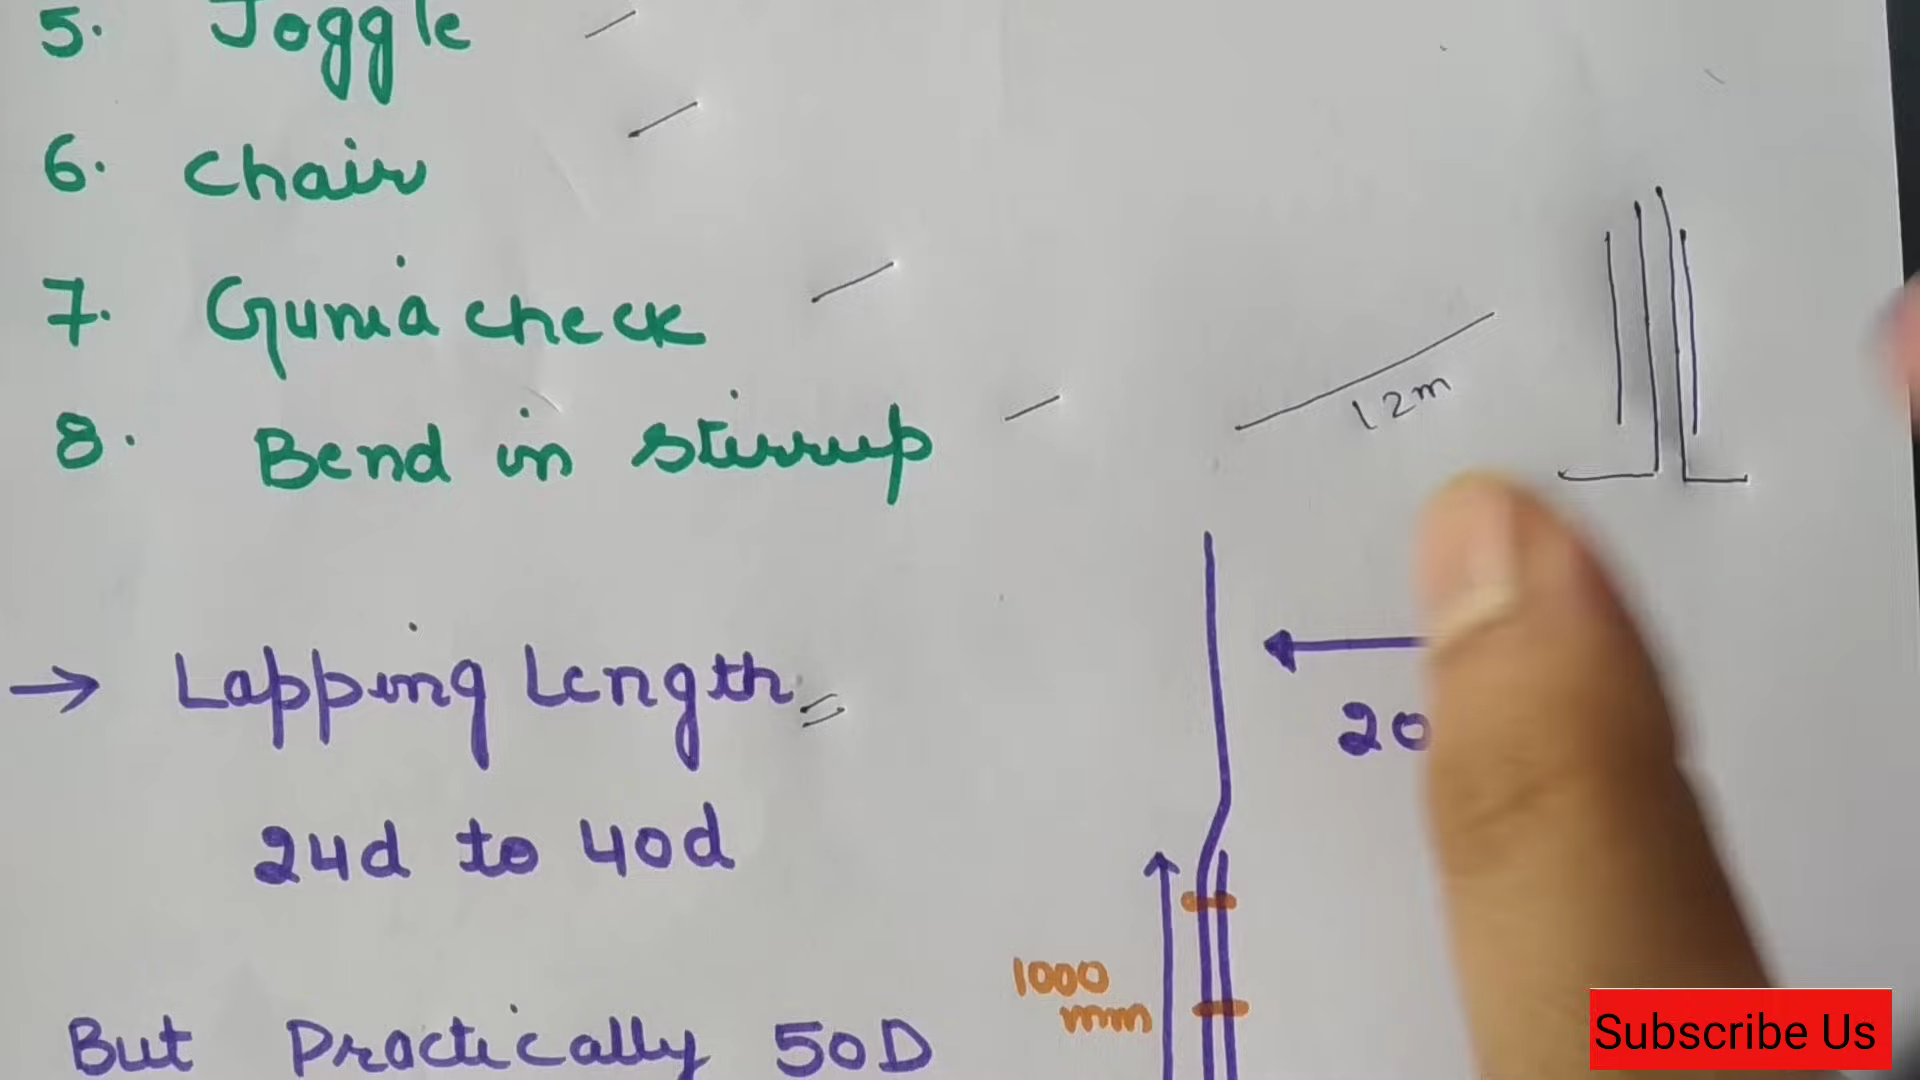 5. Joggle
6. Chair
7. Gunia check
8. Bend in stirrup
12m
→ Lapping Length =
20
24d to 40d
1000
mm
But Practically 50D
Subscribe Us